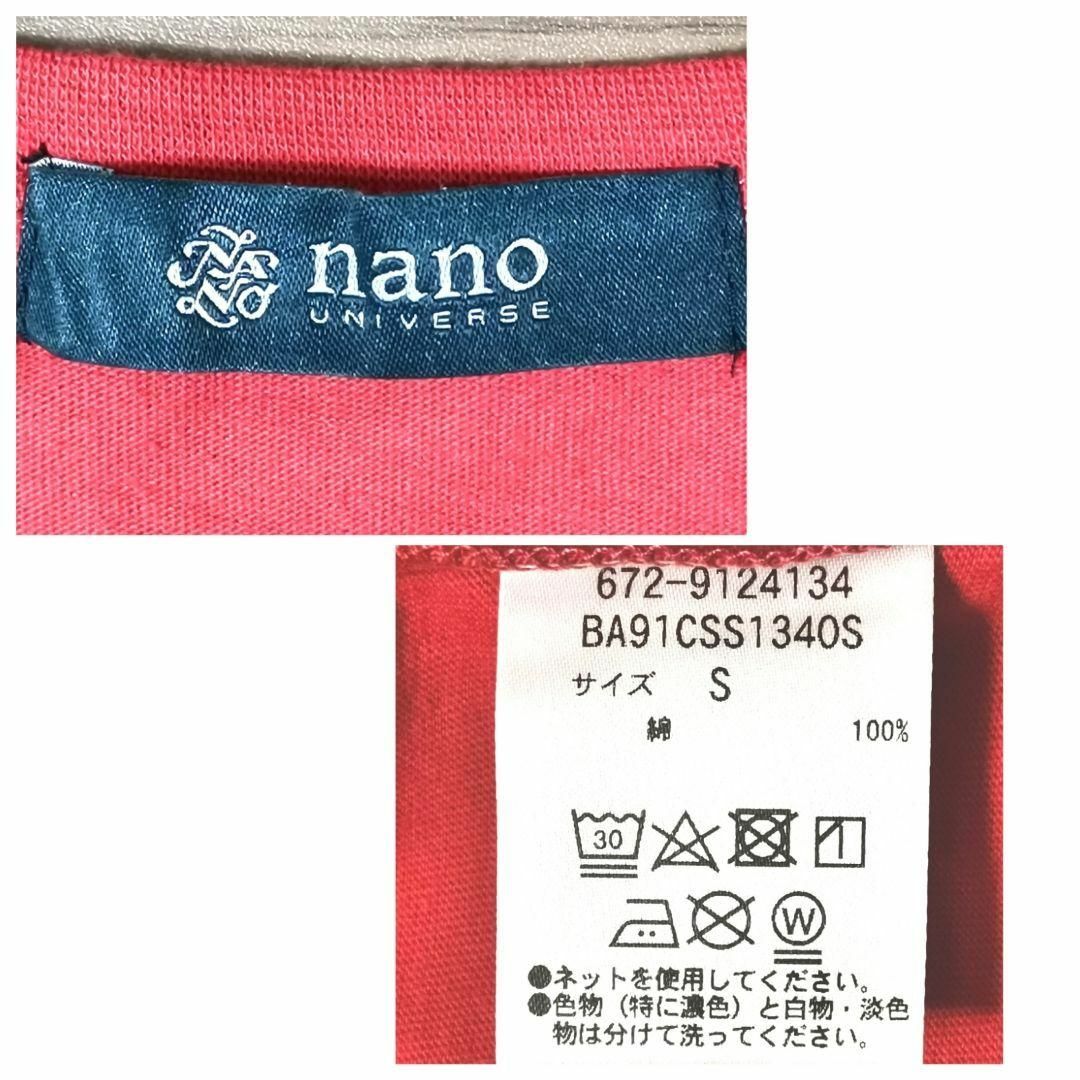 NANO
nano
UNIVERSE
672-9124134
BA91CSS1340S
サイズ S
綿 100%
30
W
●ネットを使用してください。
●色物（特に濃色）と白物・淡色
物は分けて洗ってください。